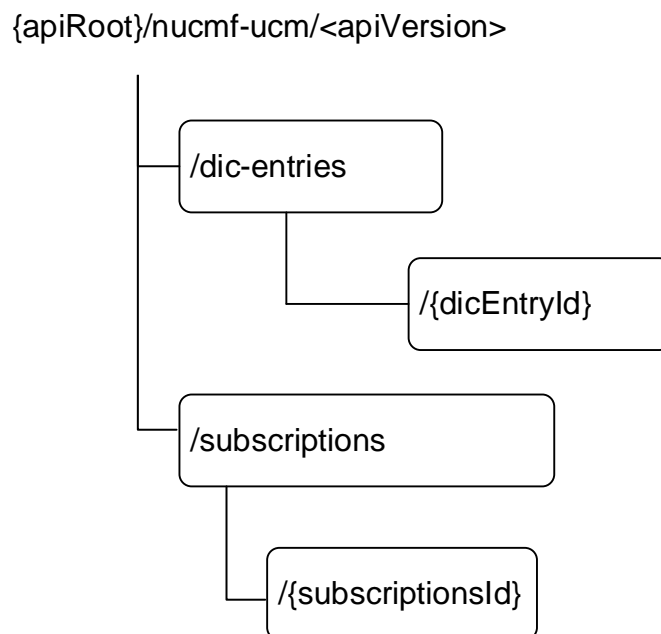 {apiRoot}/nucmf-ucm/<apiVersion>
/dic-entries
/{dicEntryId}
/subscriptions
/{subscriptionsId}